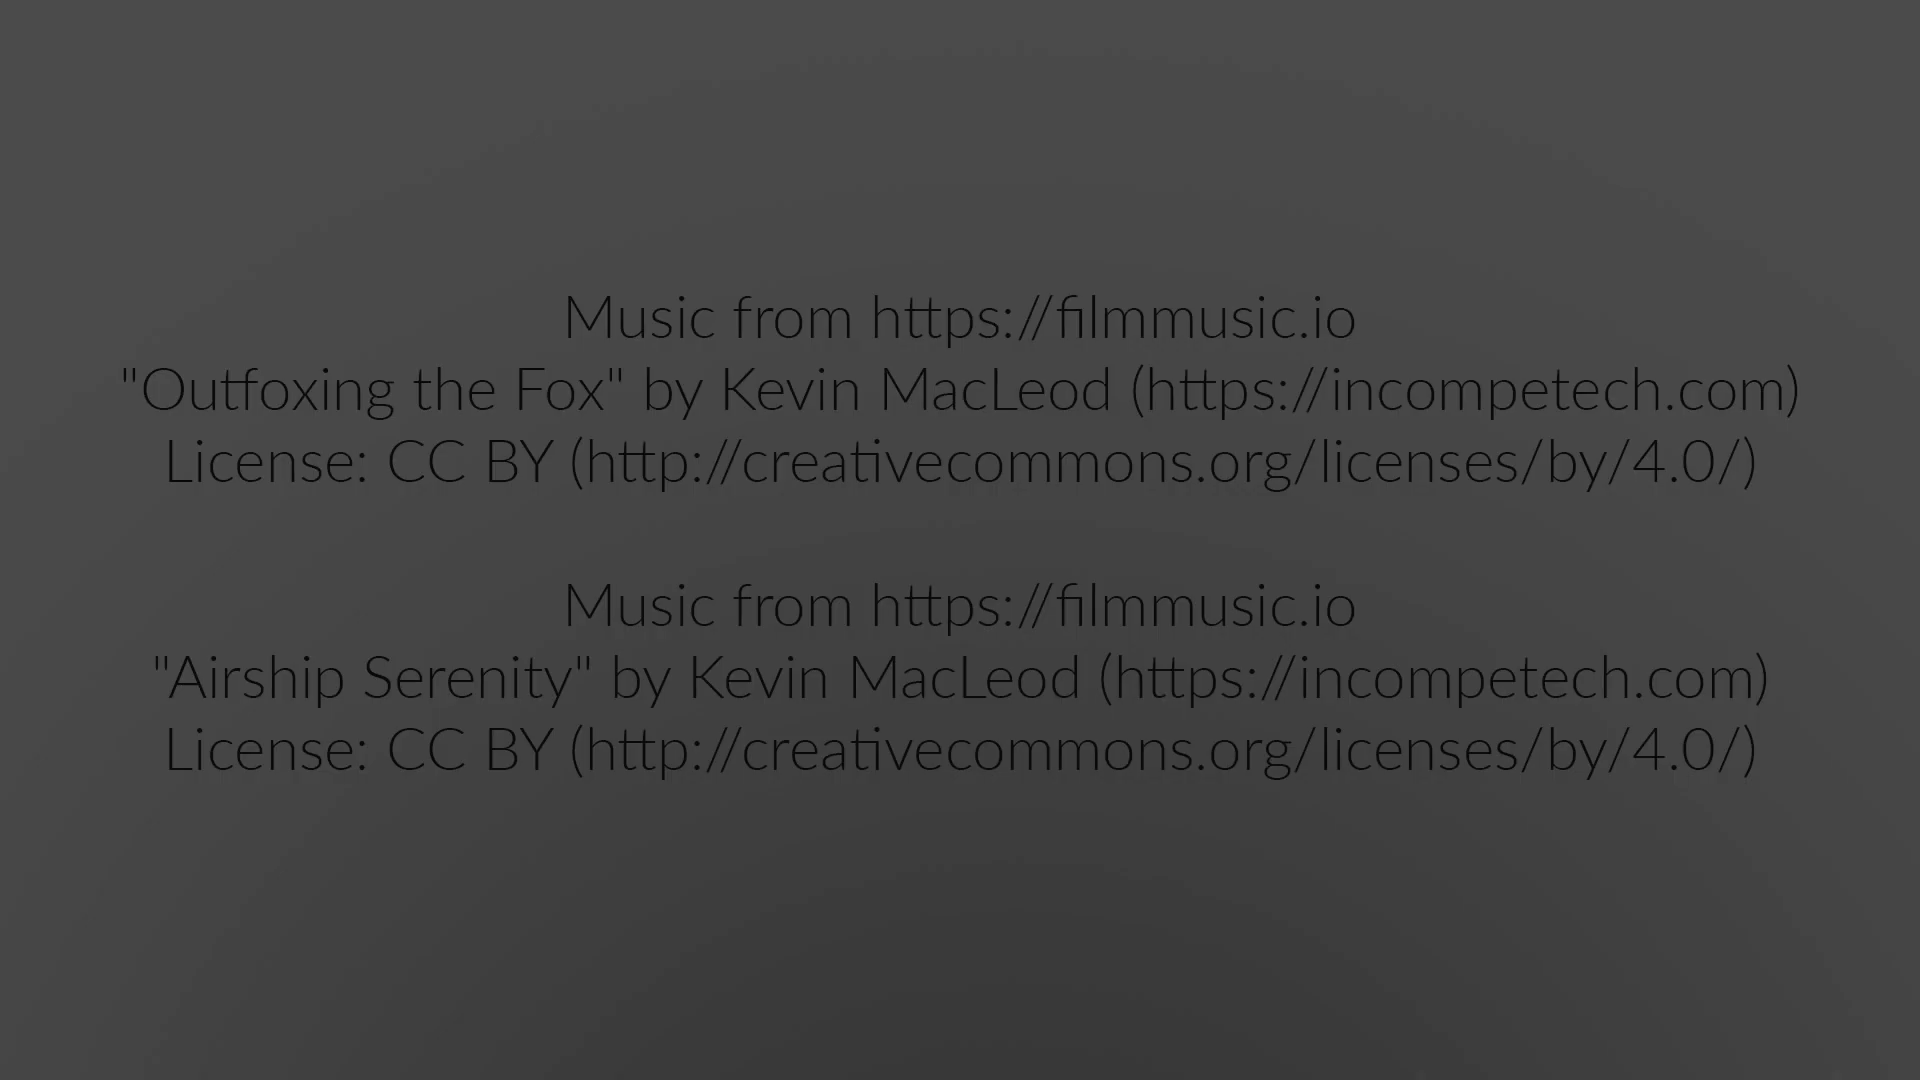 Music from https://filmmusic.io
"Outfoxing the Fox" by Kevin MacLeod (https://incompetech.com)
License: CC BY (http://creativecommons.org/licenses/by/4.0/)
Music from https://filmmusic.io
"Airship Serenity" by Kevin MacLeod (https://incompetech.com)
License: CC BY (http://creativecommons.org/licenses/by/4.0/)